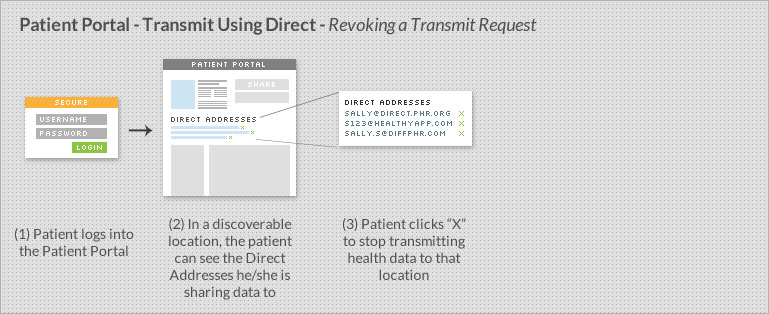 Patient Portal - Transmit Using Direct - Revoking a Transmit Request
SECURE
USERNAME
PASSWORD
LOGIN
PATIENT PORTAL
SHARE
DIRECT ADDRESSES
DIRECT ADDRESSES
SALLY@DIRECT.PHR.ORG X
S123@HEALTHYAPP.COM X
SALLY.S@DIFFPHR.COM X
(1) Patient logs into
the Patient Portal
(2) In a discoverable
location, the patient
can see the Direct
Addresses he/she is
sharing data to
(3) Patient clicks “X”
to stop transmitting
health data to that
location